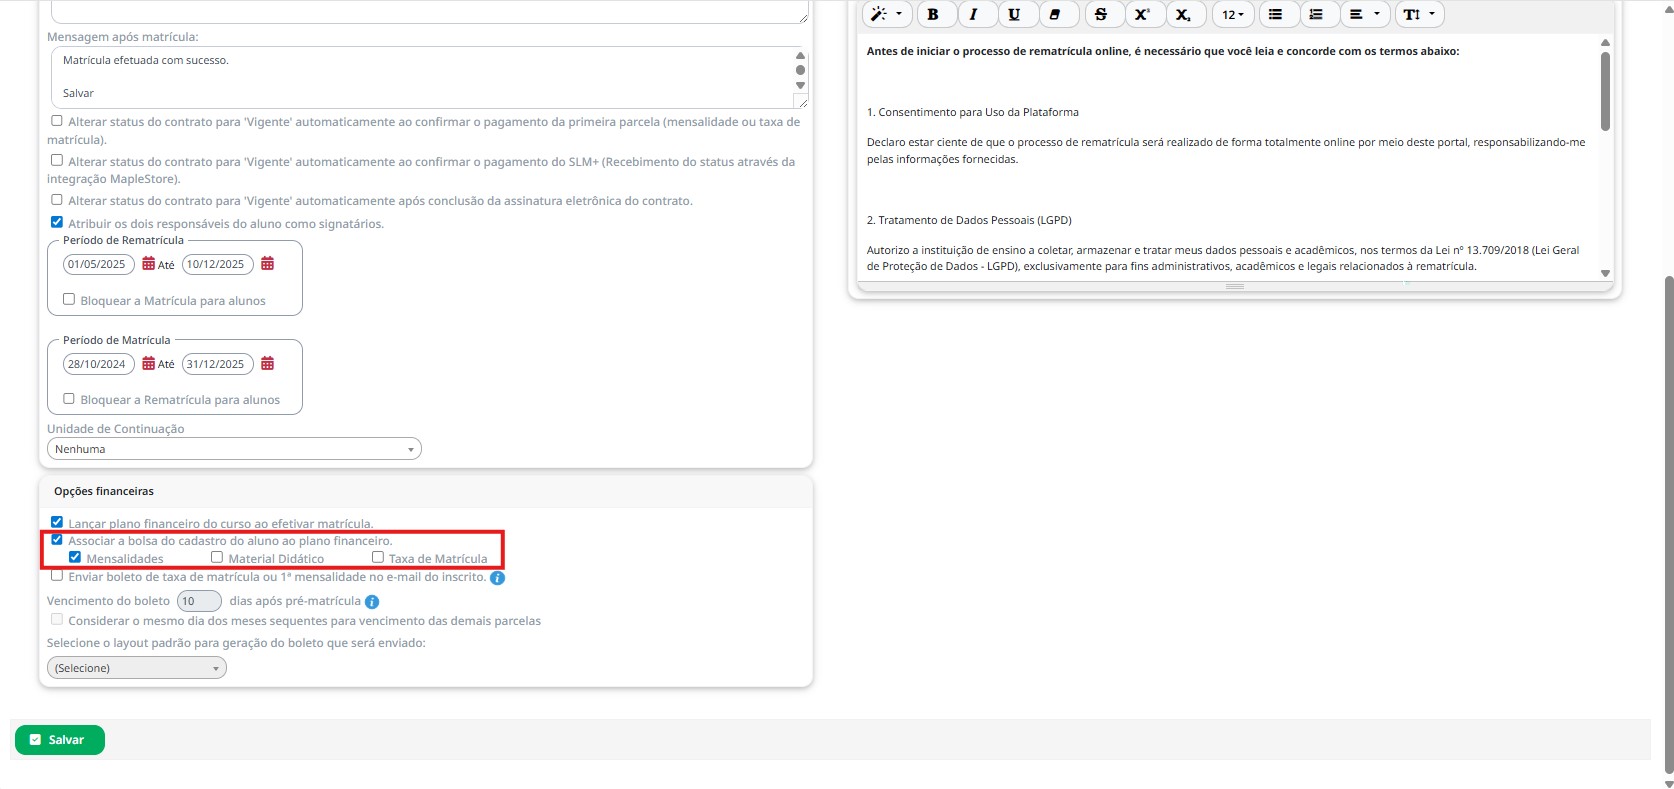 Mensagem após matrícula:
Matrícula efetuada com sucesso.
Salvar
Alterar status do contrato para 'Vigente' automaticamente ao confirmar o pagamento da primeira parcela (mensalidade ou taxa de
matrícula).
Alterar status do contrato para 'Vigente' automaticamente ao confirmar o pagamento do SLM+ (Recebimento do status através da
integração MapleStore).
Alterar status do contrato para 'Vigente' automaticamente após conclusão da assinatura eletrônica do contrato.
Atribuir os dois responsáveis do aluno como signatários.
Período de Rematrícula
01/05/2025 Até 10/12/2025
Bloquear a Matrícula para alunos
Período de Matrícula
28/10/2024 Até 31/12/2025
Bloquear a Rematrícula para alunos
Unidade de Continuação
Nenhuma
Opções financeiras
Lançar plano financeiro do curso ao efetivar matrícula.
Associar a bolsa do cadastro do aluno ao plano financeiro.
Mensalidades Material Didático Taxa de Matrícula
Enviar boleto de taxa de matrícula ou 1ª mensalidade no e-mail do inscrito. i
Vencimento do boleto 10 dias após pré-matrícula i
Considerar o mesmo dia dos meses sequentes para vencimento das demais parcelas
Selecione o layout padrão para geração do boleto que será enviado:
(Selecione)
Salvar
B I U S X² X₂ 12 T
Antes de iniciar o processo de rematrícula online, é necessário que você leia e concorde com os termos abaixo:
1. Consentimento para Uso da Plataforma
Declaro estar ciente de que o processo de rematrícula será realizado de forma totalmente online por meio deste portal, responsabilizando-me
pelas informações fornecidas.
2. Tratamento de Dados Pessoais (LGPD)
Autorizo a instituição de ensino a coletar, armazenar e tratar meus dados pessoais e acadêmicos, nos termos da Lei nº 13.709/2018 (Lei Geral
de Proteção de Dados - LGPD), exclusivamente para fins administrativos, acadêmicos e legais relacionados à rematrícula.